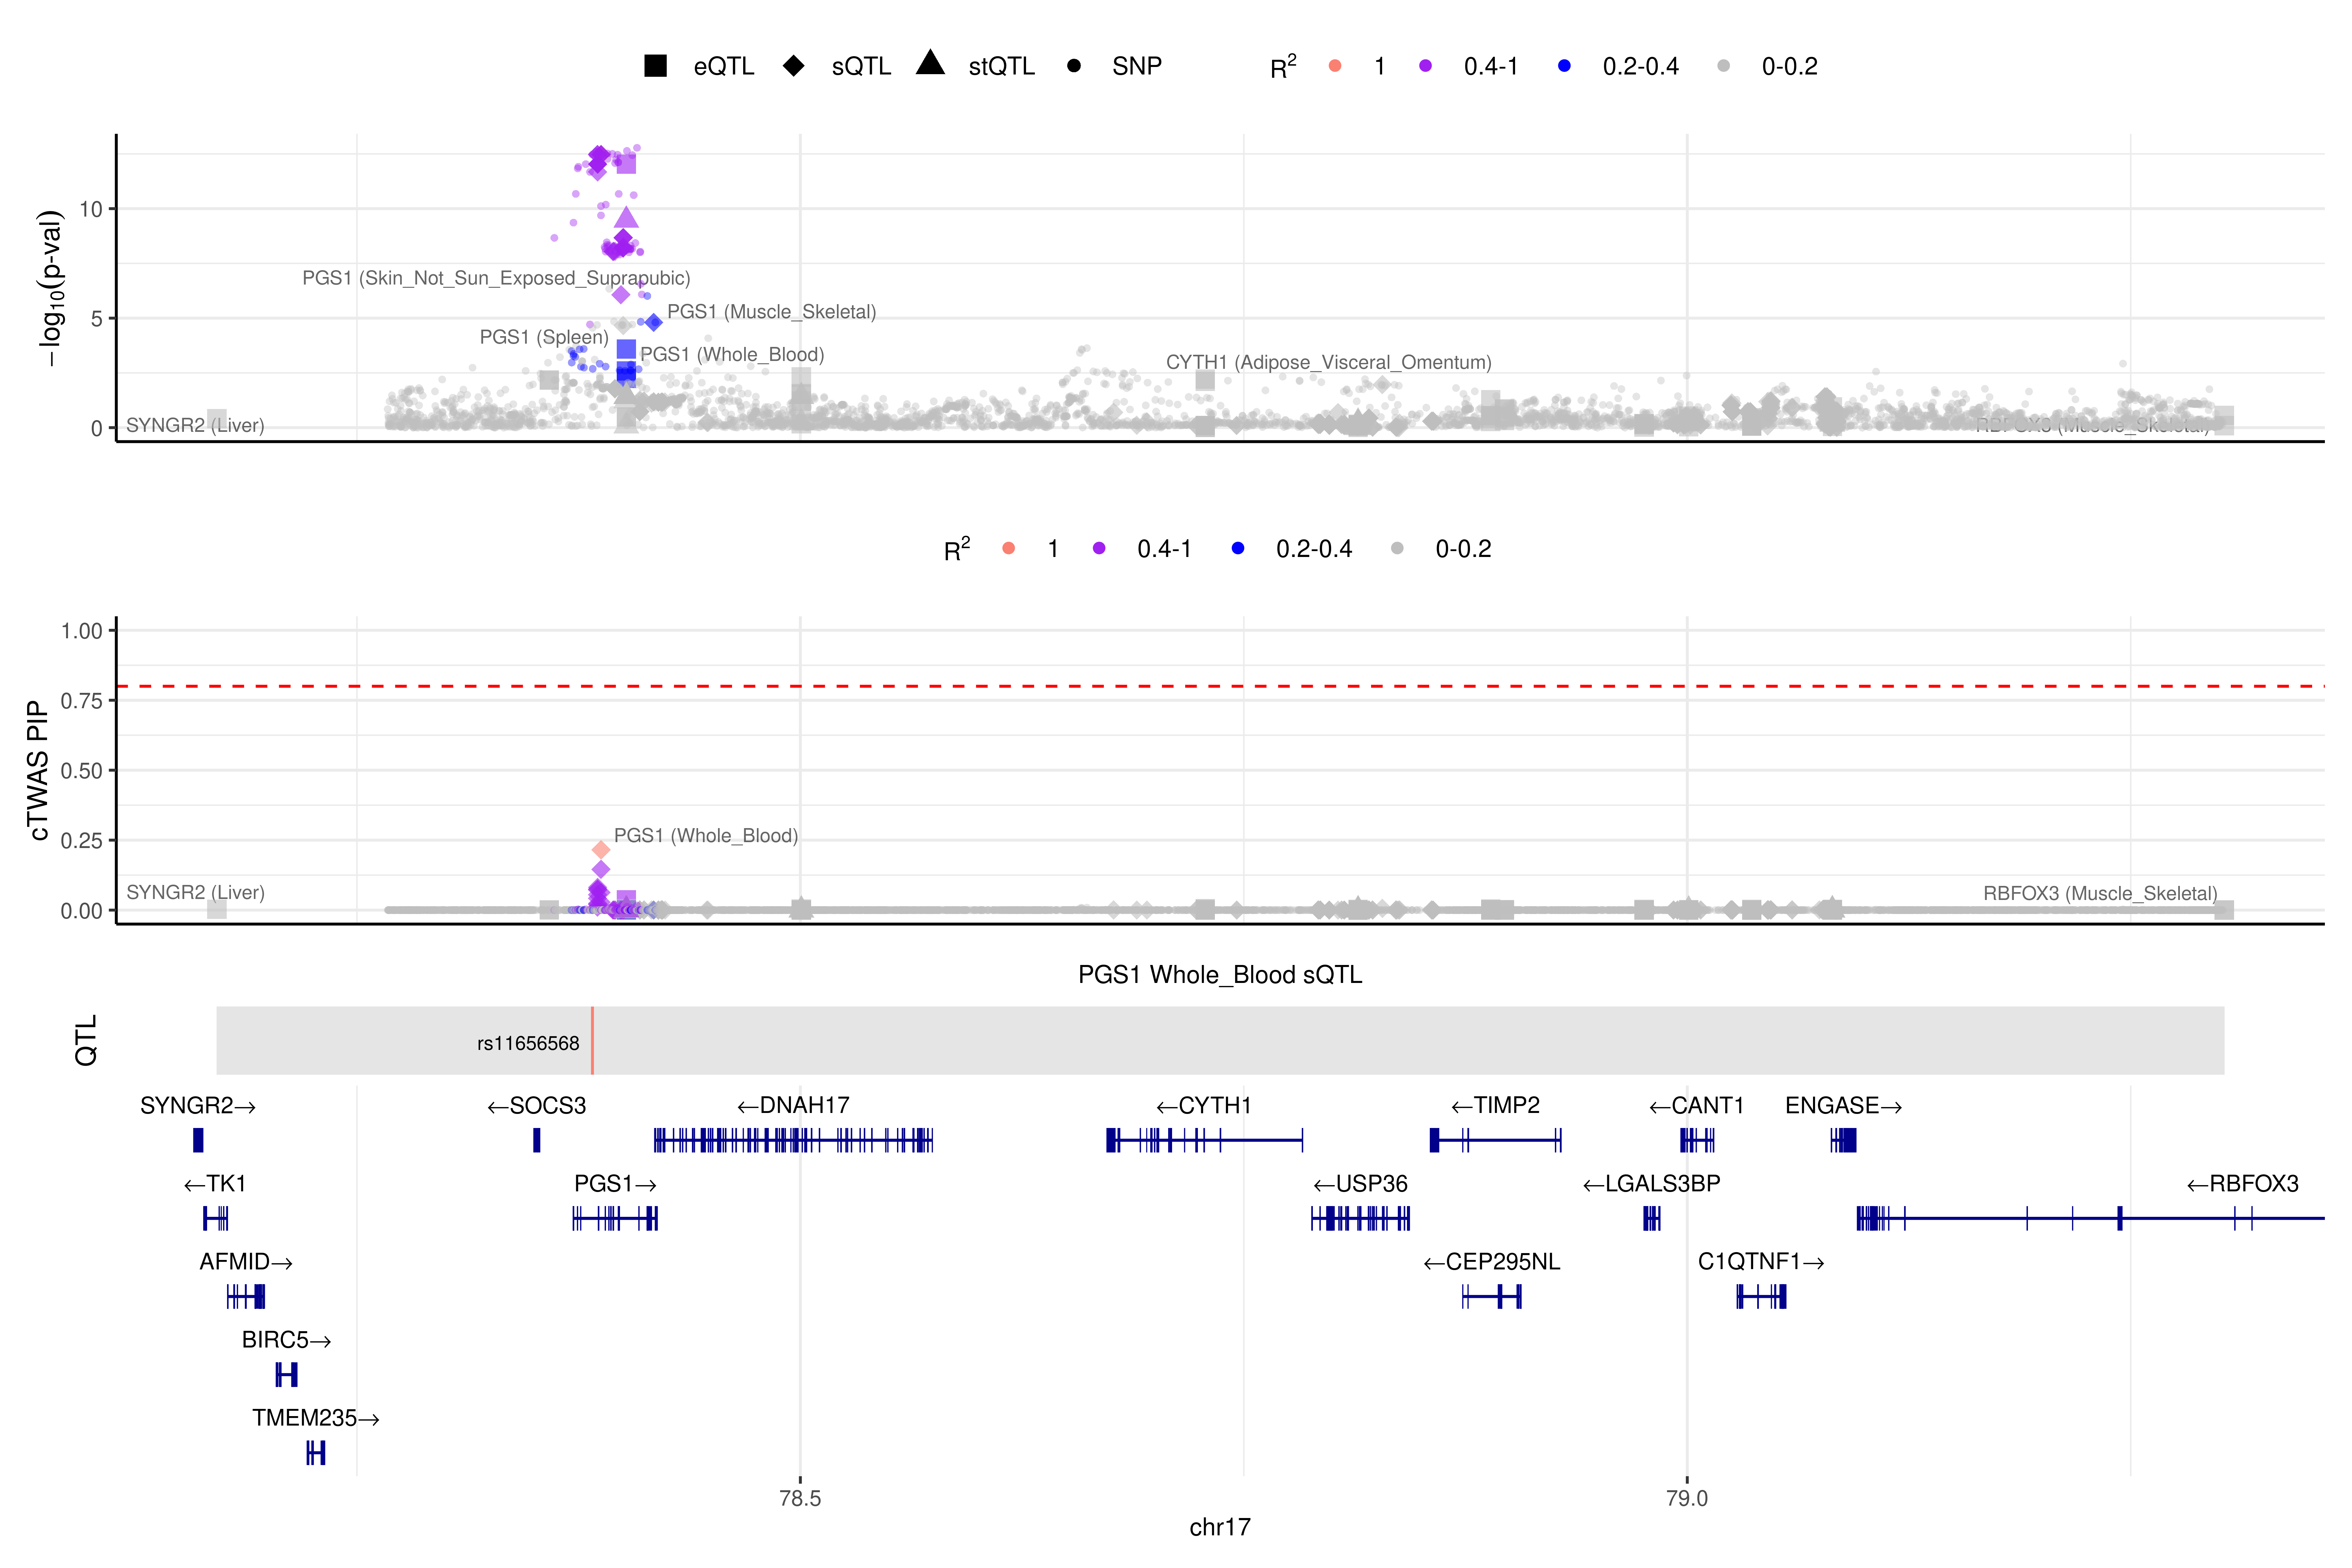 eQTL sQTL stQTL SNP R2 1 0.4-1 0.2-0.4 0-0.2
−log10(p-val)
10
5
0
PGS1 (Skin_Not_Sun_Exposed_Suprapubic)
PGS1 (Muscle_Skeletal)
PGS1 (Spleen)
PGS1 (Whole_Blood)
CYTH1 (Adipose_Visceral_Omentum)
SYNGR2 (Liver)
RBFOX3 (Muscle_Skeletal)
R2 1 0.4-1 0.2-0.4 0-0.2
cTWAS PIP
1.00
0.75
0.50
0.25
0.00
PGS1 (Whole_Blood)
SYNGR2 (Liver)
RBFOX3 (Muscle_Skeletal)
PGS1 Whole_Blood sQTL
QTL
rs11656568
SYNGR2→ ←SOCS3 ←DNAH17 ←CYTH1 ←TIMP2 ←CANT1 ENGASE→
←TK1 PGS1→ ←USP36 ←LGALS3BP ←RBFOX3
AFMID→ ←CEP295NL C1QTNF1→
BIRC5→
TMEM235→
78.5 79.0
chr17